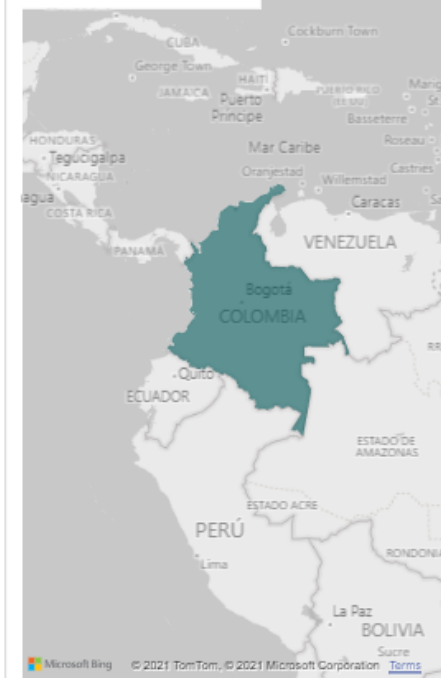 Cockburn Town
CUBA
George Town
HAITÍ
JAMAICA
PUERTO RICO
EE.UU.
Puerto
Príncipe
Basseterre
HONDURAS
Tegucigalpa
Mar Caribe
Roseau
NICARAGUA
Oranjestad
Willemstad
Castries
agua
COSTA RICA
Caracas
PANAMÁ
VENEZUELA
Bogotá
COLOMBIA
Quito
ECUADOR
ESTADO DE
AMAZONAS
ESTADO ACRE
PERÚ
RONDONIA
Lima
La Paz
BOLIVIA
Sucre
Microsoft Bing © 2021 TomTom, © 2021 Microsoft Corporation Terms